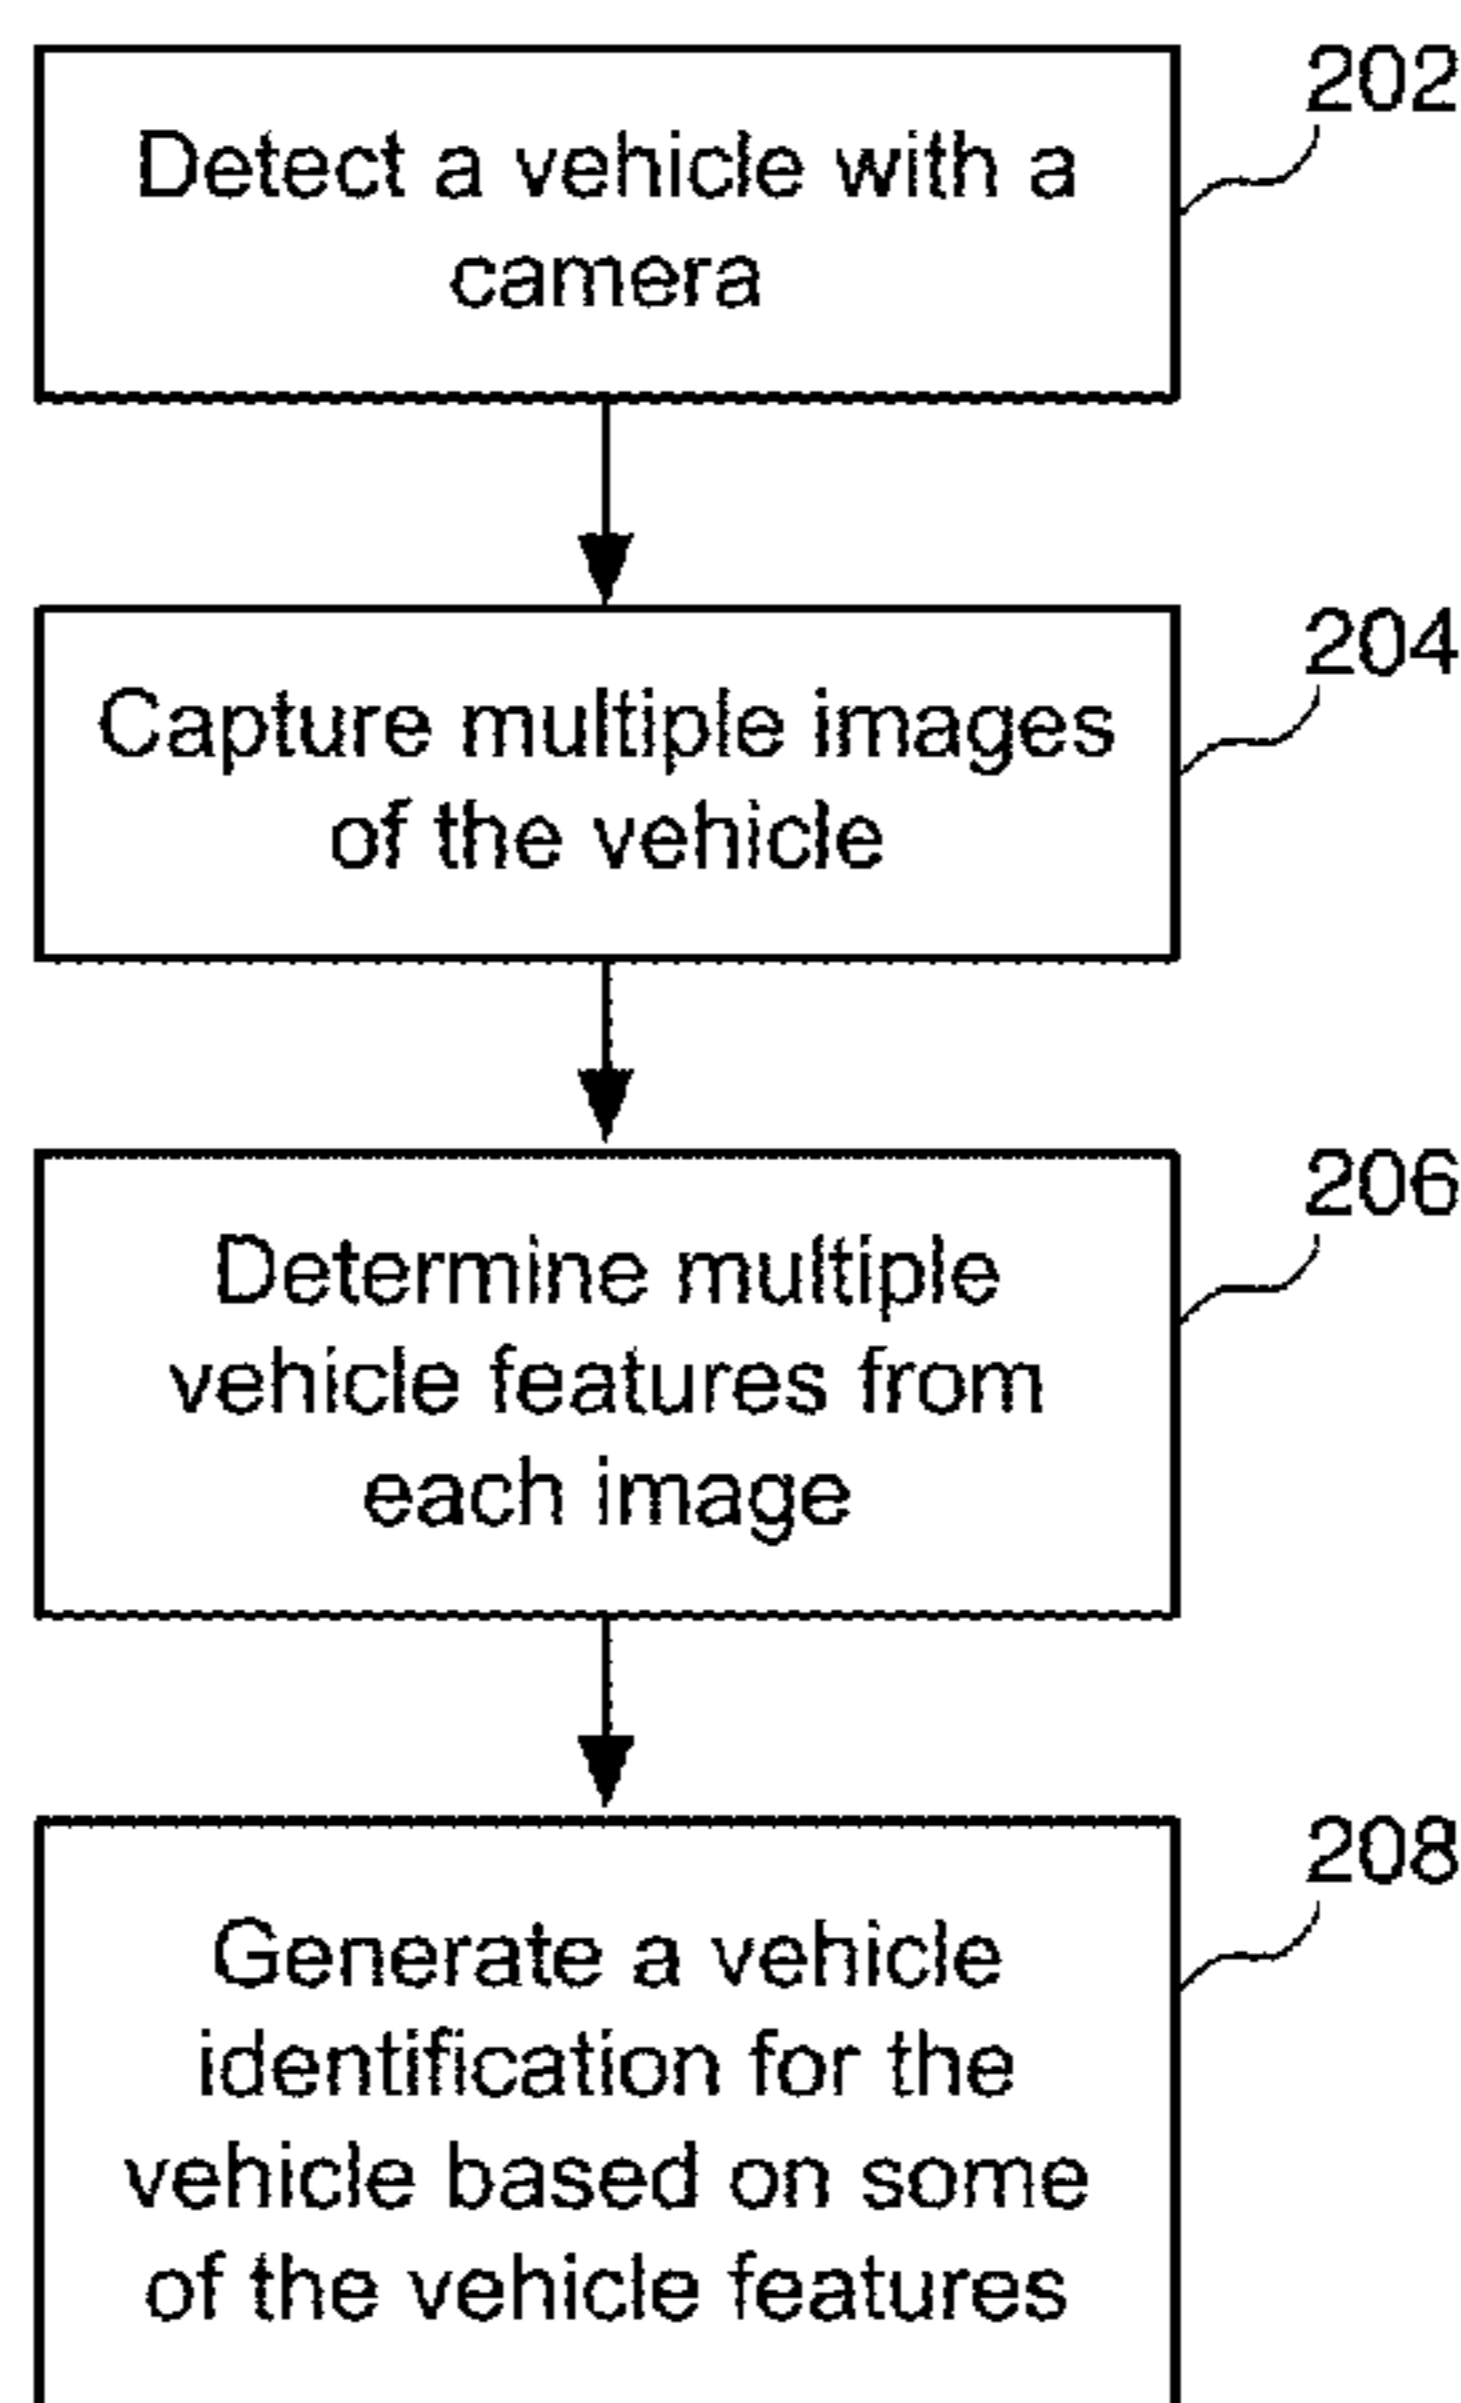 202
Detect a vehicle with a
camera
204
Capture multiple images
of the vehicle
206
Determine multiple
vehicle features from
each image
208
Generate a vehicle
identification for the
vehicle based on some
of the vehicle features